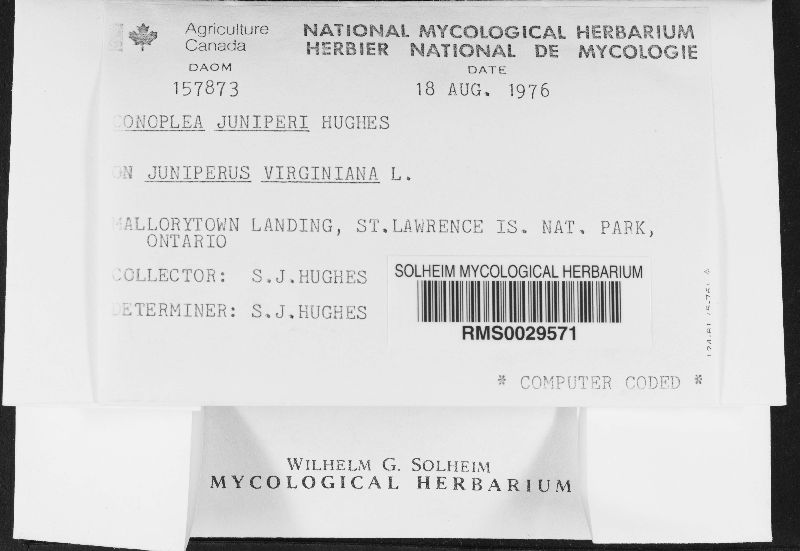 Agriculture
Canada
NATIONAL MYCOLOGICAL HERBARIUM
HERBIER NATIONAL DE MYCOLOGIE
DAOM
DATE
157873
18 AUG. 1976
CONOPLEA JUNIPERI HUGHES
ON JUNIPERUS VIRGINIANA L.
MALLORYTOWN LANDING, ST.LAWRENCE IS. NAT. PARK,
ONTARIO
COLLECTOR: S.J.HUGHES
DETERMINER: S.J.HUGHES
SOLHEIM MYCOLOGICAL HERBARIUM
RMS0029571
* COMPUTER CODED *
WILHELM G. SOLHEIM
MYCOLOGICAL HERBARIUM